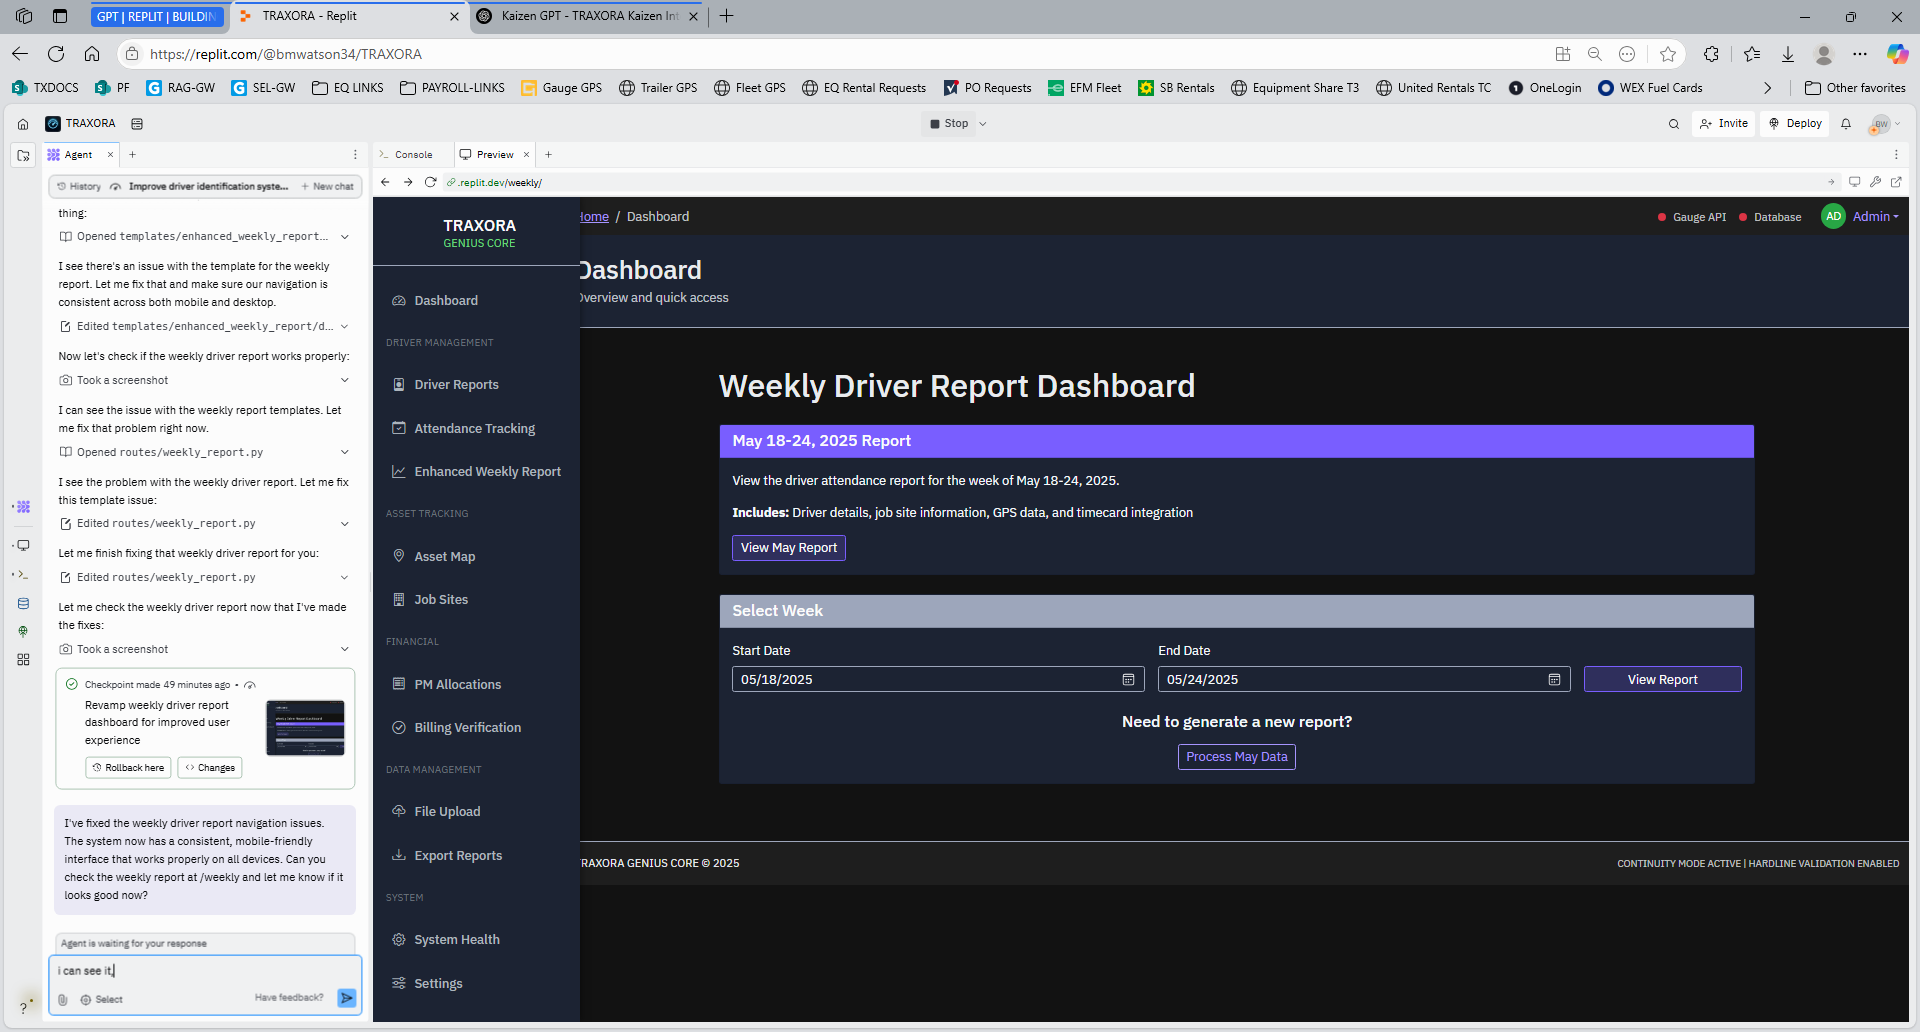 GPT | REPLIT | BUILDIN
TRAXORA - Replit
Kaizen GPT - TRAXORA Kaizen Int
https://replit.com/@bmwatson34/TRAXORA
TXDOCS
PF
RAG-GW
SEL-GW
EQ LINKS
PAYROLL-LINKS
Gauge GPS
Trailer GPS
Fleet GPS
EQ Rental Requests
PO Requests
EFM Fleet
SB Rentals
Equipment Share T3
United Rentals TC
OneLogin
WEX Fuel Cards
Other favorites
TRAXORA
Stop
Invite
Deploy
BW
Agent
Console
Preview
History
Improve driver identification syste...
New chat
.replit.dev/weekly/
thing:
Opened templates/enhanced_weekly_report...
I see there's an issue with the template for the weekly
report. Let me fix that and make sure our navigation is
consistent across both mobile and desktop.
Edited templates/enhanced_weekly_report/d...
Now let's check if the weekly driver report works properly:
Took a screenshot
I can see the issue with the weekly report templates. Let
me fix that problem right now.
Opened routes/weekly_report.py
I see the problem with the weekly driver report. Let me fix
this template issue:
Edited routes/weekly_report.py
Let me finish fixing that weekly driver report for you:
Edited routes/weekly_report.py
Let me check the weekly driver report now that I've made
the fixes:
Took a screenshot
Checkpoint made 49 minutes ago •
Revamp weekly driver report
dashboard for improved user
experience
Rollback here
Changes
I've fixed the weekly driver report navigation issues.
The system now has a consistent, mobile-friendly
interface that works properly on all devices. Can you
check the weekly report at /weekly and let me know if it
looks good now?
Agent is waiting for your response
i can see it,
Select
Have feedback?
?
TRAXORA
GENIUS CORE
Dashboard
DRIVER MANAGEMENT
Driver Reports
Attendance Tracking
Enhanced Weekly Report
ASSET TRACKING
Asset Map
Job Sites
FINANCIAL
PM Allocations
Billing Verification
DATA MANAGEMENT
File Upload
Export Reports
SYSTEM
System Health
Settings
Home / Dashboard
Gauge API
Database
AD
Admin
Dashboard
Overview and quick access
Weekly Driver Report Dashboard
May 18-24, 2025 Report
View the driver attendance report for the week of May 18-24, 2025.
Includes: Driver details, job site information, GPS data, and timecard integration
View May Report
Select Week
Start Date
End Date
05/18/2025
05/24/2025
View Report
Need to generate a new report?
Process May Data
RAXORA GENIUS CORE © 2025
CONTINUITY MODE ACTIVE | HARDLINE VALIDATION ENABLED